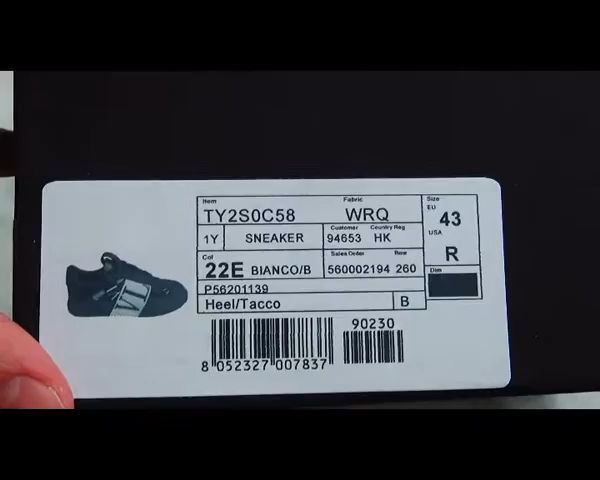 Item Fabric Size
TY2S0C58 WRQ EU 43
1Y SNEAKER Customer 94653 Country Reg HK USA R
Col 22E BIANCO/B Sales Order 560002194 Row 260
P56201139
Heel/Tacco B
90230
8 052327 007837